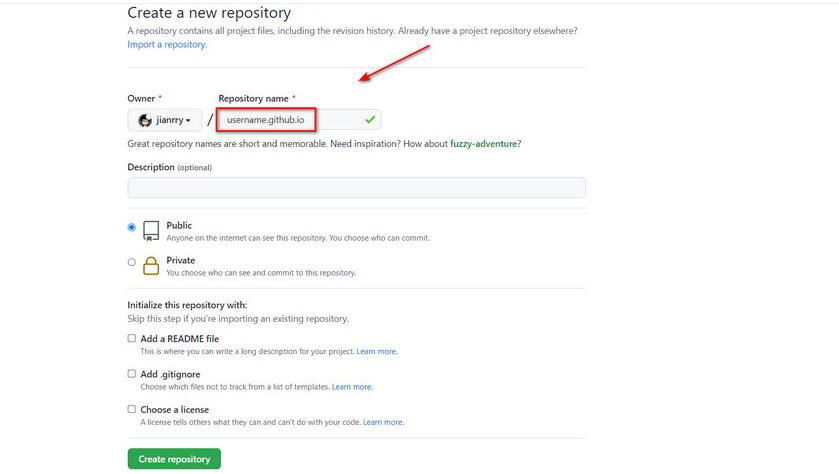 Create a new repository
A repository contains all project files, including the revision history. Already have a project repository elsewhere?
Import a repository.
Owner * Repository name *
jianrry / username.github.io
Great repository names are short and memorable. Need inspiration? How about fuzzy-adventure?
Description (optional)
Public
Anyone on the internet can see this repository. You choose who can commit.
Private
You choose who can see and commit to this repository.
Initialize this repository with:
Skip this step if you're importing an existing repository.
Add a README file
This is where you can write a long description for your project. Learn more.
Add .gitignore
Choose which files not to track from a list of templates. Learn more.
Choose a license
A license tells others what they can and can't do with your code. Learn more.
Create repository